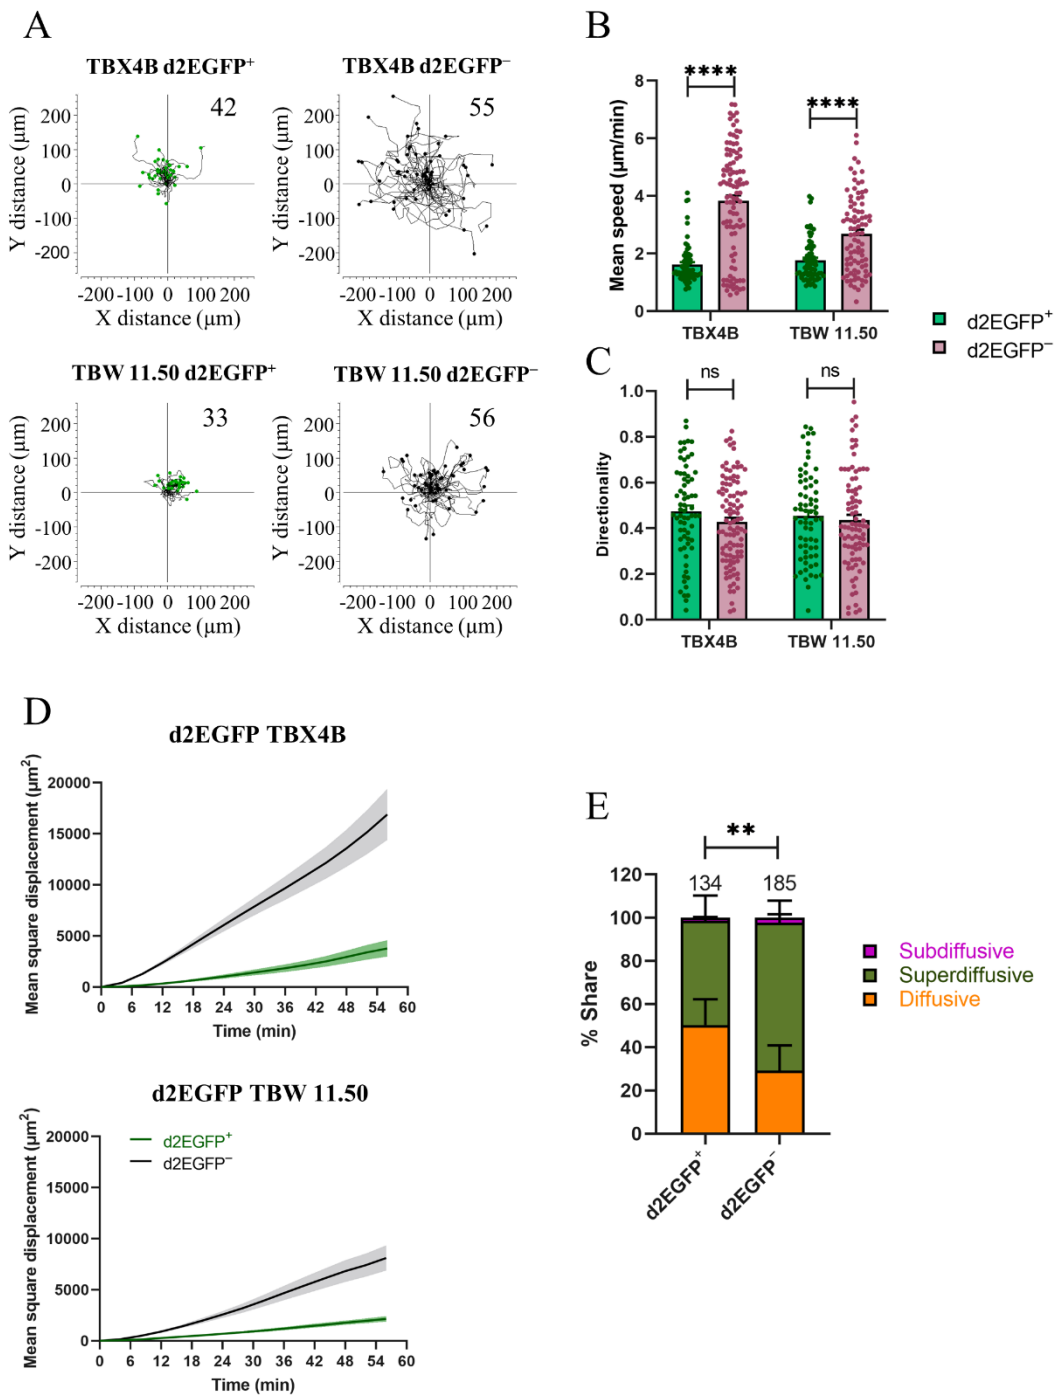 A
TBX4B d2EGFP⁺
TBX4B d2EGFP⁻
42
55
Y distance (µm)
200
100
0
-100
-200
-200 -100 0 100 200
X distance (µm)
Y distance (µm)
200
100
0
-100
-200
-200 -100 0 100 200
X distance (µm)
TBW 11.50 d2EGFP⁺
TBW 11.50 d2EGFP⁻
33
56
Y distance (µm)
200
100
0
-100
-200
-200 -100 0 100 200
X distance (µm)
Y distance (µm)
200
100
0
-100
-200
-200 -100 0 100 200
X distance (µm)
B
Mean speed (µm/min)
8
6
4
2
0
****
****
TBX4B
TBW 11.50
d2EGFP⁺
d2EGFP⁻
C
Directionality
1.0
0.8
0.6
0.4
0.2
0.0
ns
ns
TBX4B
TBW 11.50
D
d2EGFP TBX4B
Mean square displacement (µm²)
20000
15000
10000
5000
0
0 6 12 18 24 30 36 42 48 54 60
Time (min)
d2EGFP TBW 11.50
d2EGFP⁺
d2EGFP⁻
Mean square displacement (µm²)
20000
15000
10000
5000
0
0 6 12 18 24 30 36 42 48 54 60
Time (min)
E
**
134
185
% Share
120
100
80
60
40
20
0
d2EGFP⁺
d2EGFP⁻
Subdiffusive
Superdiffusive
Diffusive